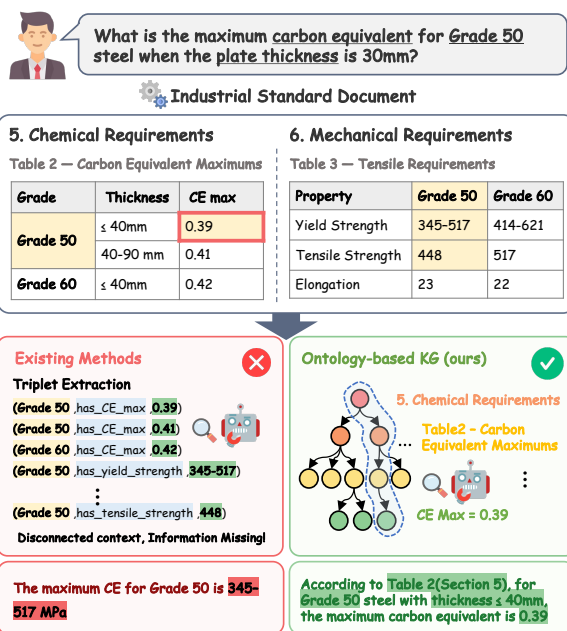 What is the maximum carbon equivalent for Grade 50
steel when the plate thickness is 30mm?
Industrial Standard Document
5. Chemical Requirements
Table 2 — Carbon Equivalent Maximums
Grade Thickness CE max
Grade 50 ≤ 40mm 0.39
40-90 mm 0.41
Grade 60 ≤ 40mm 0.42
6. Mechanical Requirements
Table 3 — Tensile Requirements
Property Grade 50 Grade 60
Yield Strength 345-517 414-621
Tensile Strength 448 517
Elongation 23 22
Existing Methods
Triplet Extraction
(Grade 50 ,has_CE_max ,0.39)
(Grade 50 ,has_CE_max ,0.41)
(Grade 60 ,has_CE_max ,0.42)
(Grade 50 ,has_yield_strength ,345-517)
⋮
(Grade 50 ,has_tensile_strength ,448)
Disconnected context, Information Missing!
The maximum CE for Grade 50 is 345-
517 MPa
Ontology-based KG (ours)
5. Chemical Requirements
Table2 - Carbon
Equivalent Maximums
...
⋮
CE Max = 0.39
According to Table 2(Section 5), for
Grade 50 steel with thickness ≤ 40mm,
the maximum carbon equivalent is 0.39